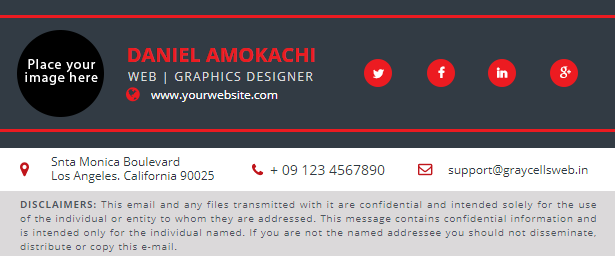 Place your
image here
DANIEL AMOKACHI
WEB | GRAPHICS DESIGNER
www.yourwebsite.com
Snta Monica Boulevard
Los Angeles. California 90025
+ 09 123 4567890
support@graycellsweb.in
DISCLAIMERS: This email and any files transmitted with it are confidential and intended solely for the use
of the individual or entity to whom they are addressed. This message contains confidential information and
is intended only for the individual named. If you are not the named addressee you should not disseminate,
distribute or copy this e-mail.